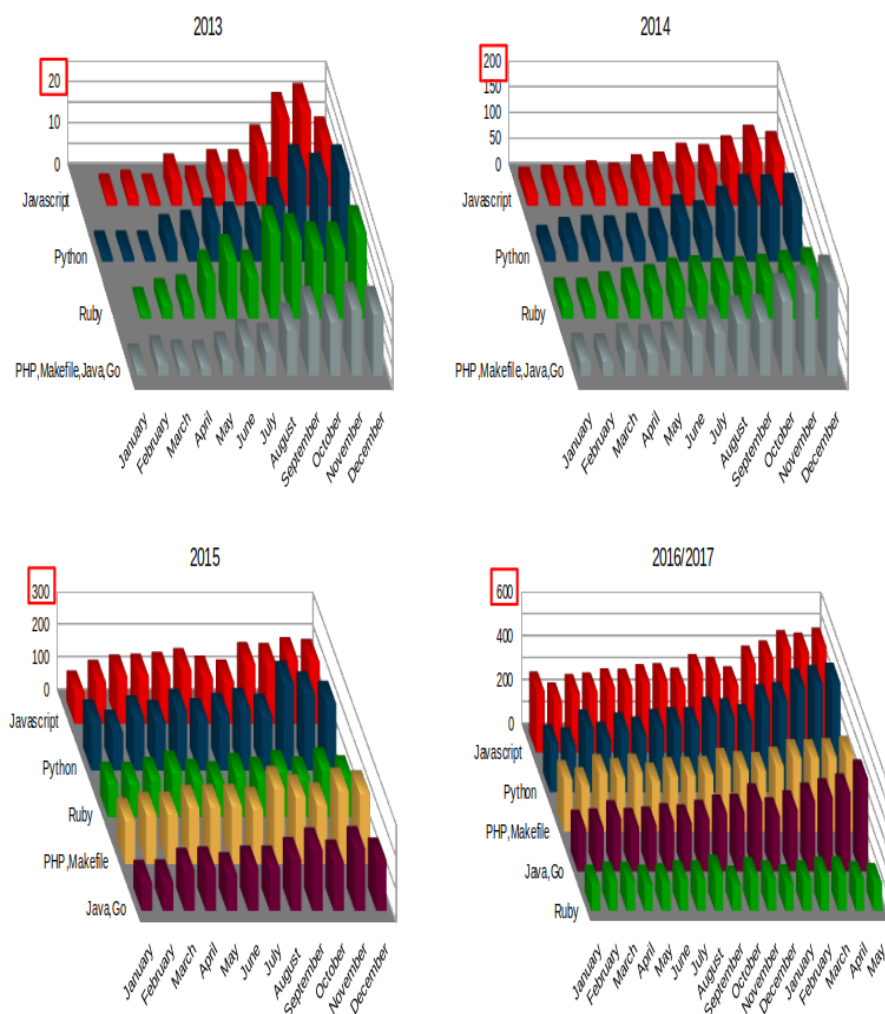 2013
20
10
0
Javascript
Python
Ruby
PHP,Makefile,Java,Go
January
February
March
April
May
June
July
August
September
October
November
December
2014
200
150
100
50
0
Javascript
Python
Ruby
PHP,Makefile,Java,Go
January
February
March
April
May
June
July
August
September
October
November
December
2015
300
200
100
0
Javascript
Python
Ruby
PHP,Makefile
Java,Go
January
February
March
April
May
June
July
August
September
October
November
December
2016/2017
600
400
200
0
Javascript
Python
PHP,Makefile
Java,Go
Ruby
January
February
March
April
May
June
July
August
September
October
November
December
January
February
March
April
May